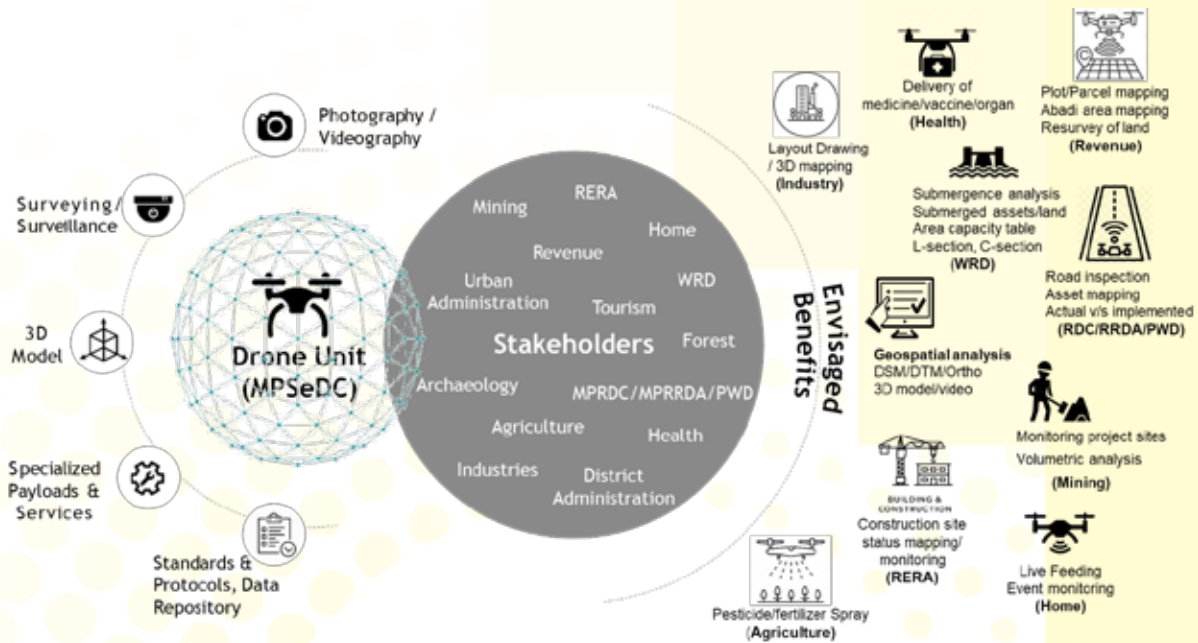 Photography /
Videography
Surveying/
Surveillance
3D
Model
Specialized
Payloads &
Services
Standards &
Protocols, Data
Repository
Drone Unit
(MPSeDC)
RERA
Mining
Home
Revenue
Urban
Administration
WRD
Tourism
Stakeholders
Forest
Archaeology
MPRDC/MPRRDA/PWD
Agriculture
Health
Industries
District
Administration
Envisaged
Benefits
Layout Drawing
/ 3D mapping
(Industry)
Delivery of
medicine/vaccine/organ
(Health)
Plot/Parcel mapping
Abadi area mapping
Resurvey of land
(Revenue)
Submergence analysis
Submerged assets/land
Area capacity table
L-section, C-section
(WRD)
Road inspection
Asset mapping
Actual v/s implemented
(RDC/RRDA/PWD)
Geospatial analysis
DSM/DTM/Ortho
3D model/video
Monitoring project sites
Volumetric analysis
(Mining)
BUILDING &
CONSTRUCTION
Construction site
status mapping/
monitoring
(RERA)
Live Feeding
Event monitoring
(Home)
Pesticide/fertilizer Spray
(Agriculture)